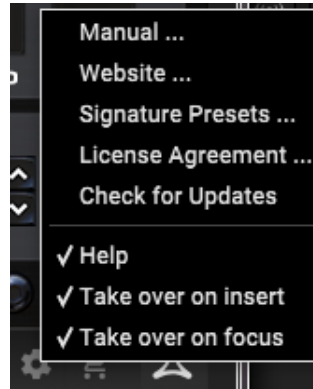 Manual ...
Website ...
Signature Presets ...
License Agreement ...
Check for Updates
✓ Help
✓ Take over on insert
✓ Take over on focus